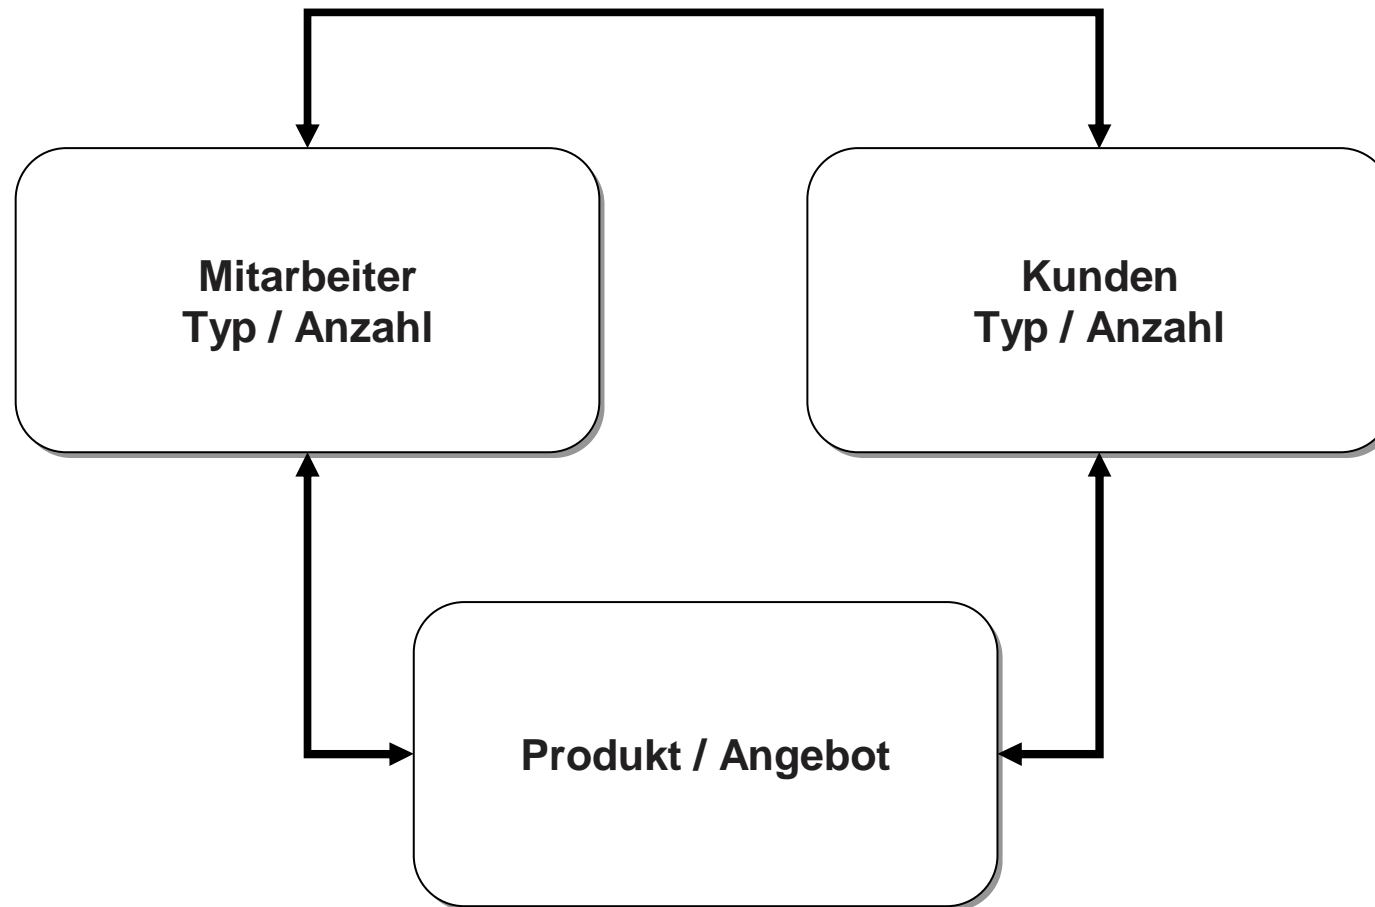 Mitarbeiter
Typ / Anzahl
Kunden
Typ / Anzahl
Produkt / Angebot